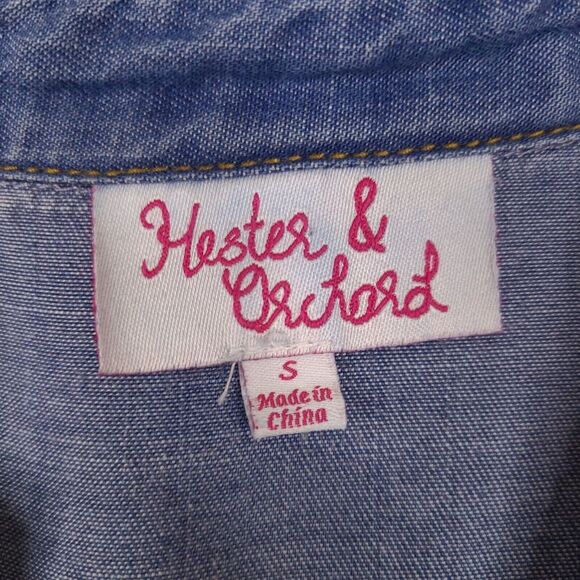 Hester &
Orchard
S
Made in
China